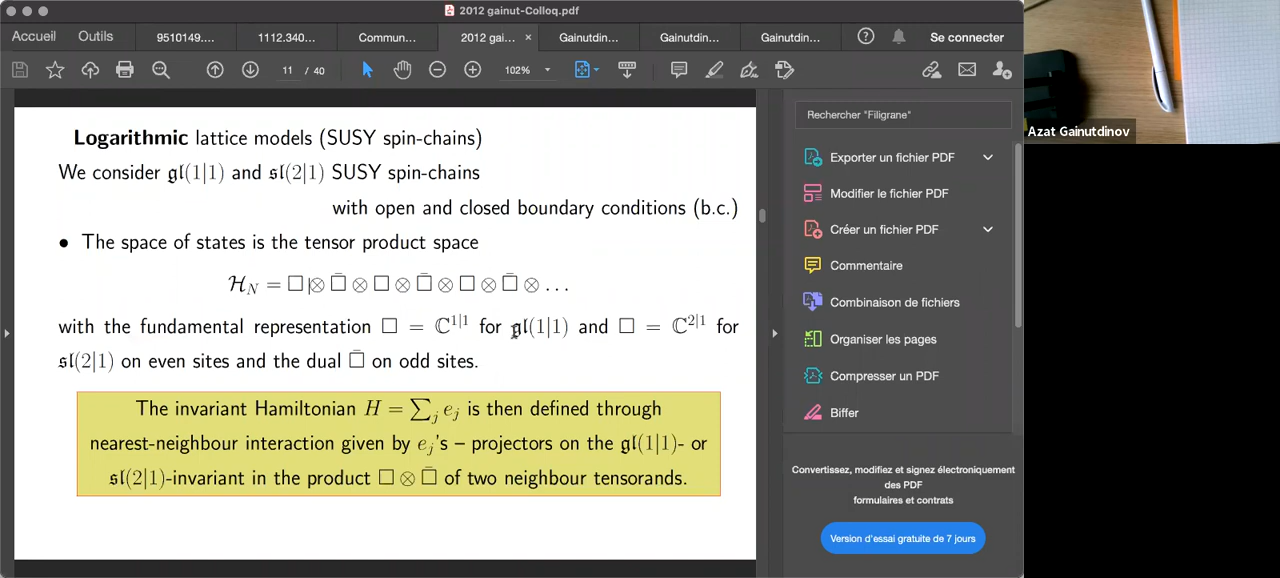 2012 gainut-Colloq.pdf
Accueil Outils 9510149.... 1112.340... Commun... 2012 gai... × Gainutdin... Gainutdin... Gainutdin... ? Se connecter
11 / 40 102%
Logarithmic lattice models (SUSY spin-chains)
We consider 𝔤𝔩(1|1) and 𝔰𝔩(2|1) SUSY spin-chains
with open and closed boundary conditions (b.c.)
• The space of states is the tensor product space
ℋ_N = □ ⊗ □̄ ⊗ □ ⊗ □̄ ⊗ □ ⊗ □̄ ⊗ ...
with the fundamental representation □ = ℂ^{1|1} for 𝔤𝔩(1|1) and □ = ℂ^{2|1} for
𝔰𝔩(2|1) on even sites and the dual □̄ on odd sites.
The invariant Hamiltonian H = ∑_j e_j is then defined through
nearest-neighbour interaction given by e_j's – projectors on the 𝔤𝔩(1|1)- or
𝔰𝔩(2|1)-invariant in the product □ ⊗ □̄ of two neighbour tensorands.
Rechercher "Filigrane"
Exporter un fichier PDF
Modifier le fichier PDF
Créer un fichier PDF
Commentaire
Combinaison de fichiers
Organiser les pages
Compresser un PDF
Biffer
Convertissez, modifiez et signez électroniquement
des PDF
formulaires et contrats
Version d'essai gratuite de 7 jours
Azat Gainutdinov